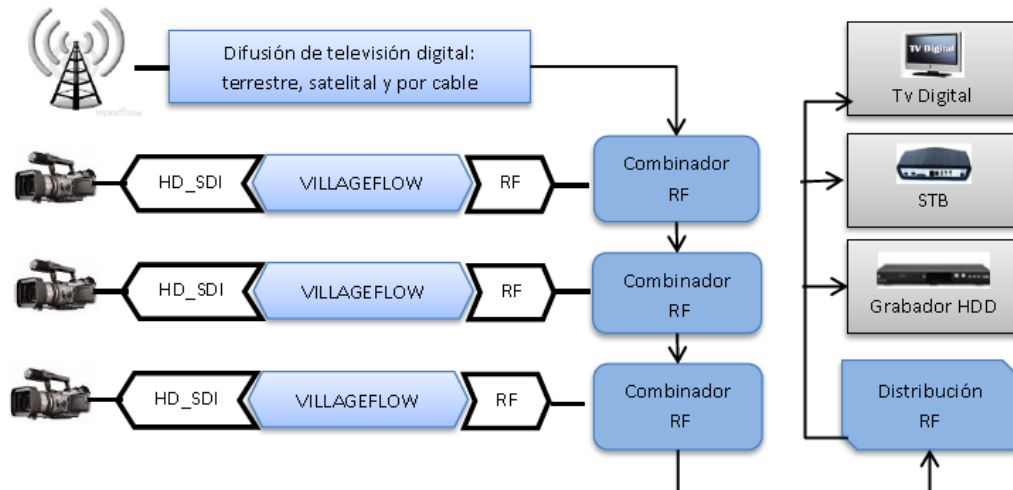 Difusión de televisión digital:
terrestre, satelital y por cable
TV Digital
Tv Digital
HD_SDI
VILLAGEFLOW
RF
Combinador
RF
STB
HD_SDI
VILLAGEFLOW
RF
Combinador
RF
Grabador HDD
HD_SDI
VILLAGEFLOW
RF
Combinador
RF
Distribución
RF